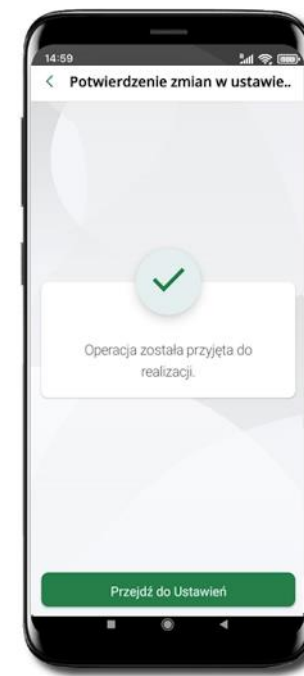 14:59
Potwierdzenie zmian w ustawie..
Operacja została przyjęta do
realizacji.
Przejdź do Ustawień